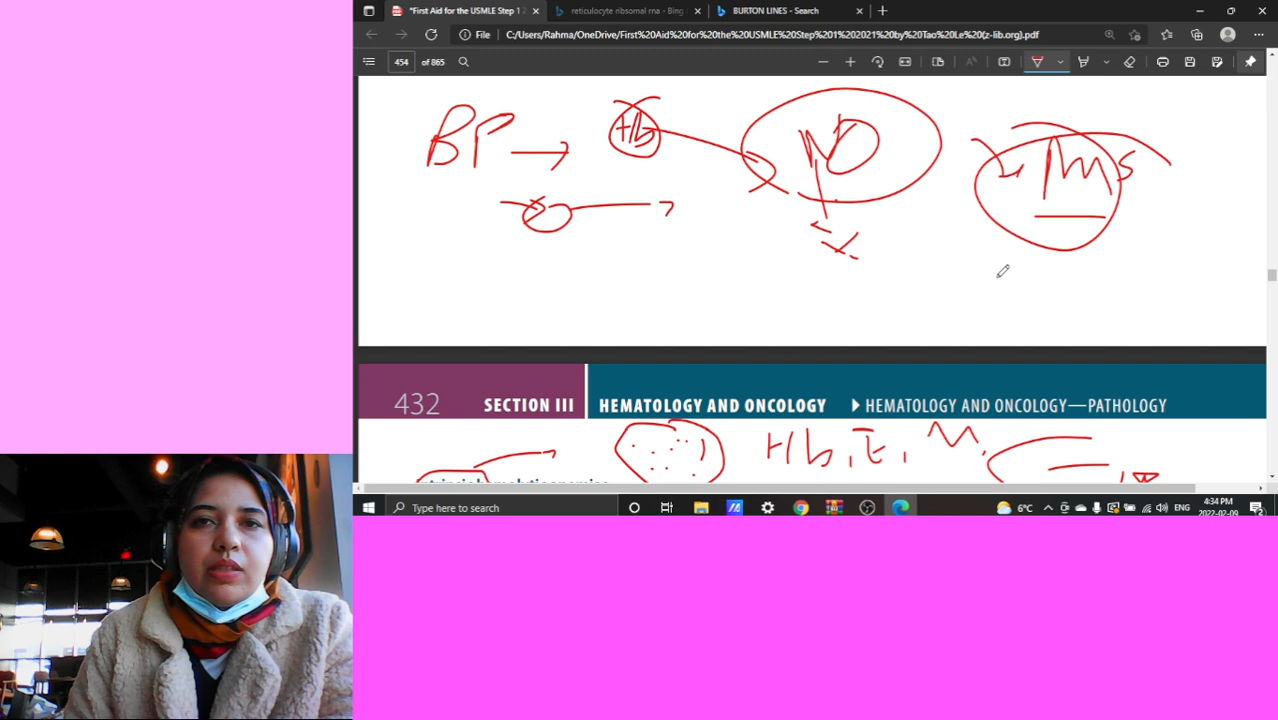 "First Aid for the USMLE Step 1 2 reticulocyte ribsomal rna - Bing BURTON LINES - Search
File C:/Users/Rahma/OneDrive/First%20Aid%20for%20the%20USMLE%20Step%201%202021%20by%20Tao%20Le%20(z-lib.org).pdf
454 of 865
BP Hb NO
432 SECTION III HEMATOLOGY AND ONCOLOGY HEMATOLOGY AND ONCOLOGY—PATHOLOGY
Hb,
Type here to search 6°C ENG 4:34 PM
2022-02-09